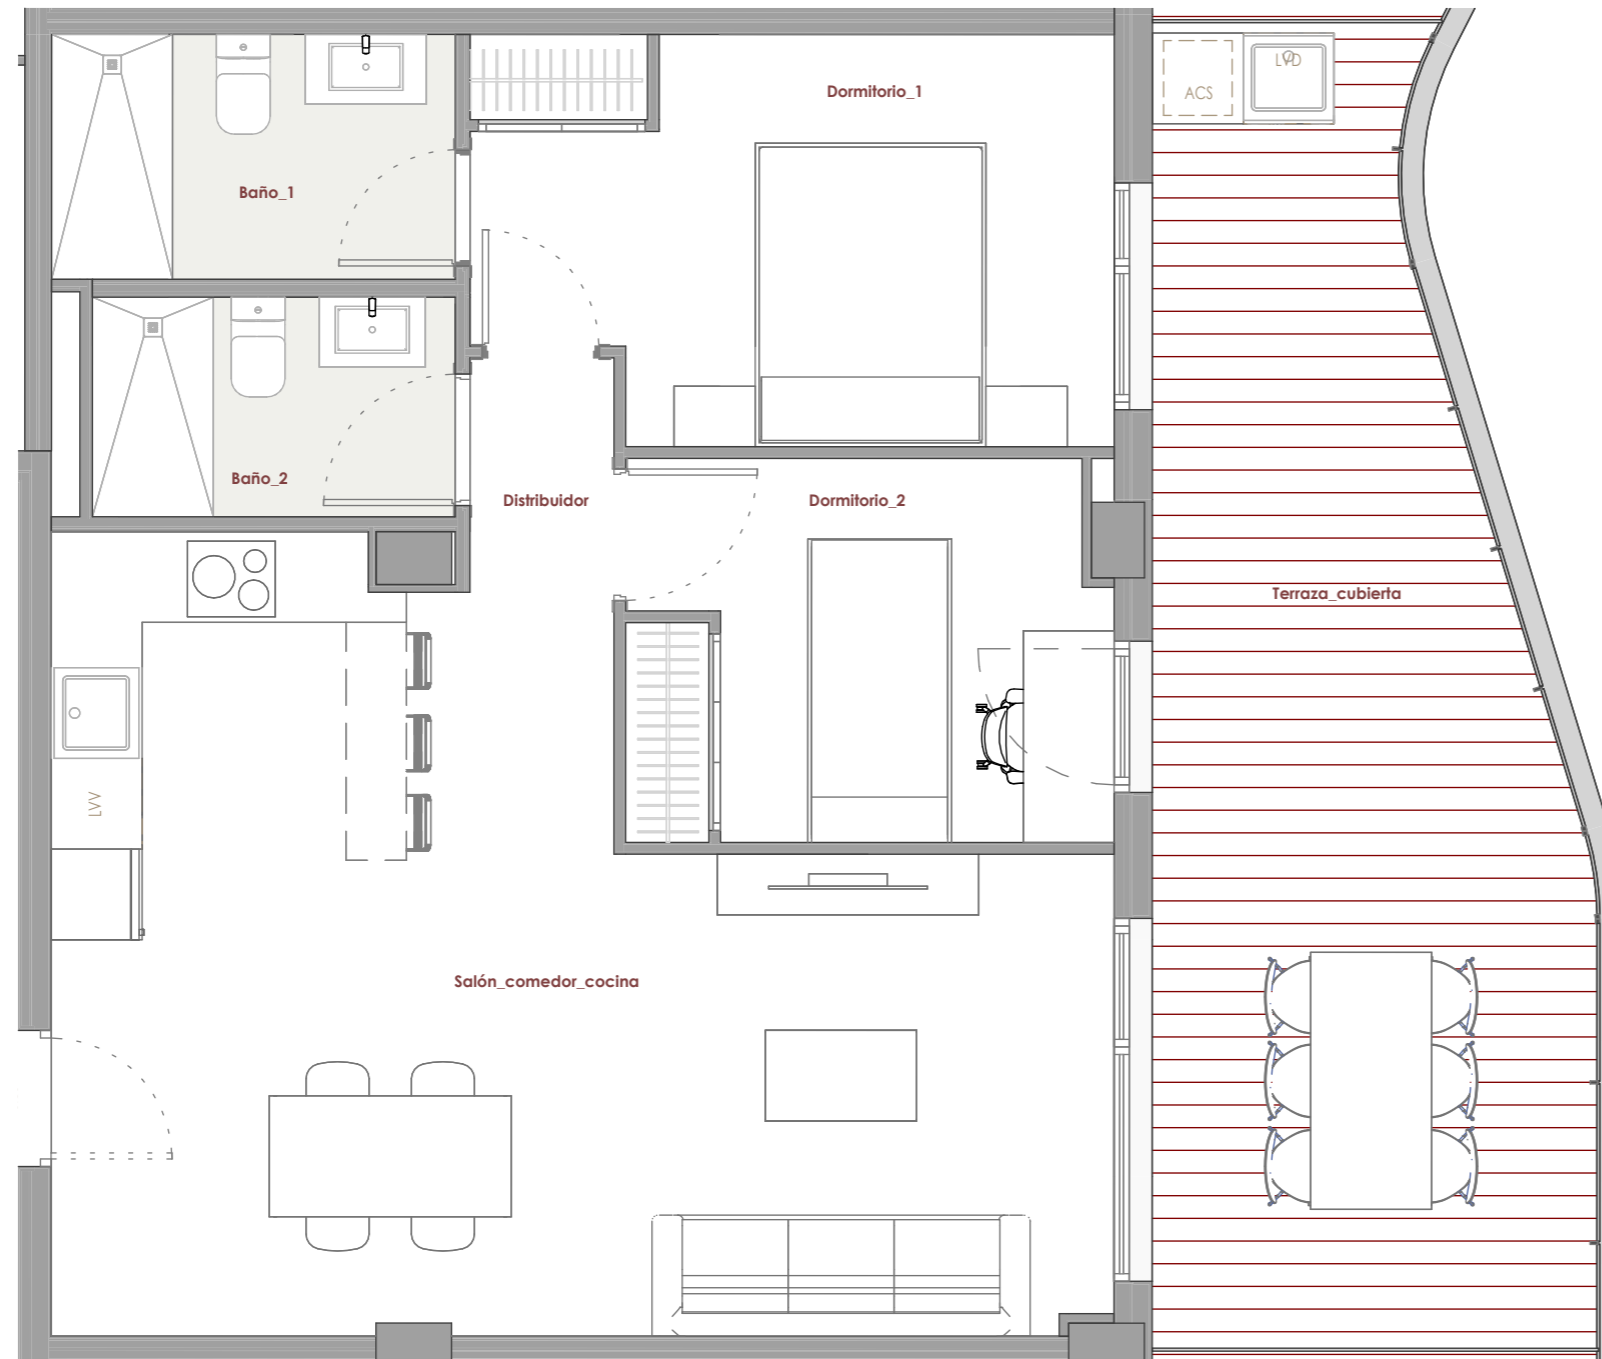 Dormitorio_1
LVD
ACS
Baño_1
Baño_2
Distribuidor
Dormitorio_2
Terraza_cubierta
LVV
Salón_comedor_cocina